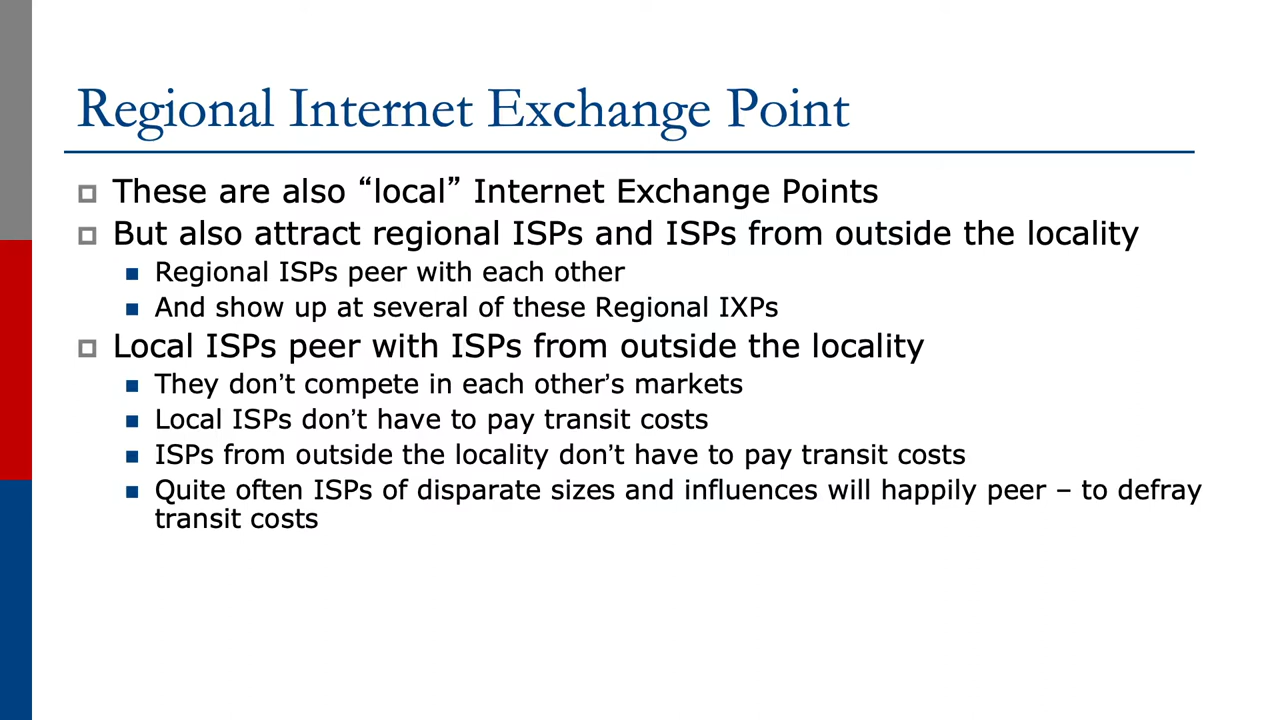 Regional Internet Exchange Point
These are also “local” Internet Exchange Points
But also attract regional ISPs and ISPs from outside the locality
Regional ISPs peer with each other
And show up at several of these Regional IXPs
Local ISPs peer with ISPs from outside the locality
They don’t compete in each other’s markets
Local ISPs don’t have to pay transit costs
ISPs from outside the locality don’t have to pay transit costs
Quite often ISPs of disparate sizes and influences will happily peer – to defray
transit costs